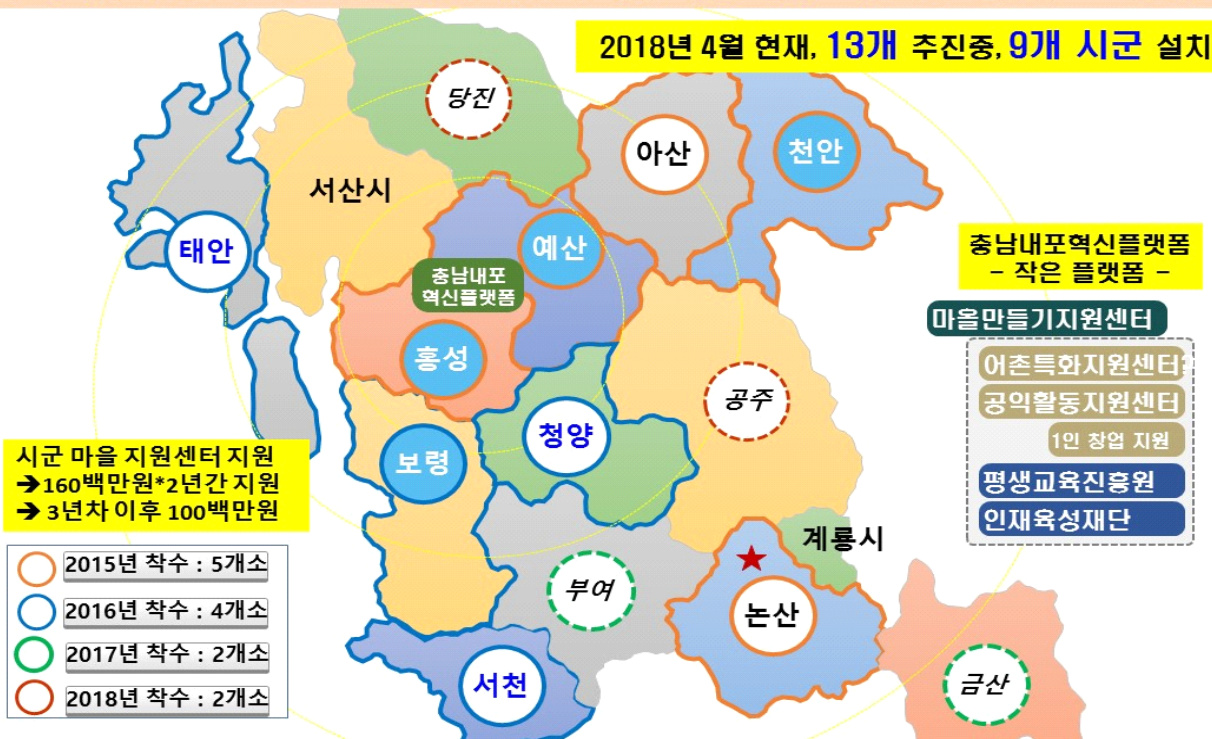 2018년 4월 현재, 13개 추진중, 9개 시군 설치
당진
아산
천안
서산시
태안
예산
충남내포
혁신플랫폼
홍성
충남내포혁신플랫폼
- 작은 플랫폼 -
마을만들기지원센터
어촌특화지원센터
공익활동지원센터
1인 창업 지원
평생교육진흥원
인재육성재단
공주
청양
보령
시군 마을 지원센터 지원
➔160백만원*2년간 지원
➔ 3년차 이후 100백만원
계룡시
부여
논산
서천
금산
2015년 착수 : 5개소
2016년 착수 : 4개소
2017년 착수 : 2개소
2018년 착수 : 2개소